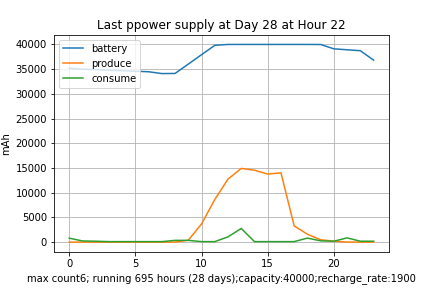 Last ppower supply at Day 28 at Hour 22
40000
35000
30000
25000
20000
15000
10000
5000
0
mAh
battery
produce
consume
0 5 10 15 20
max count6; running 695 hours (28 days);capacity:40000;recharge_rate:1900